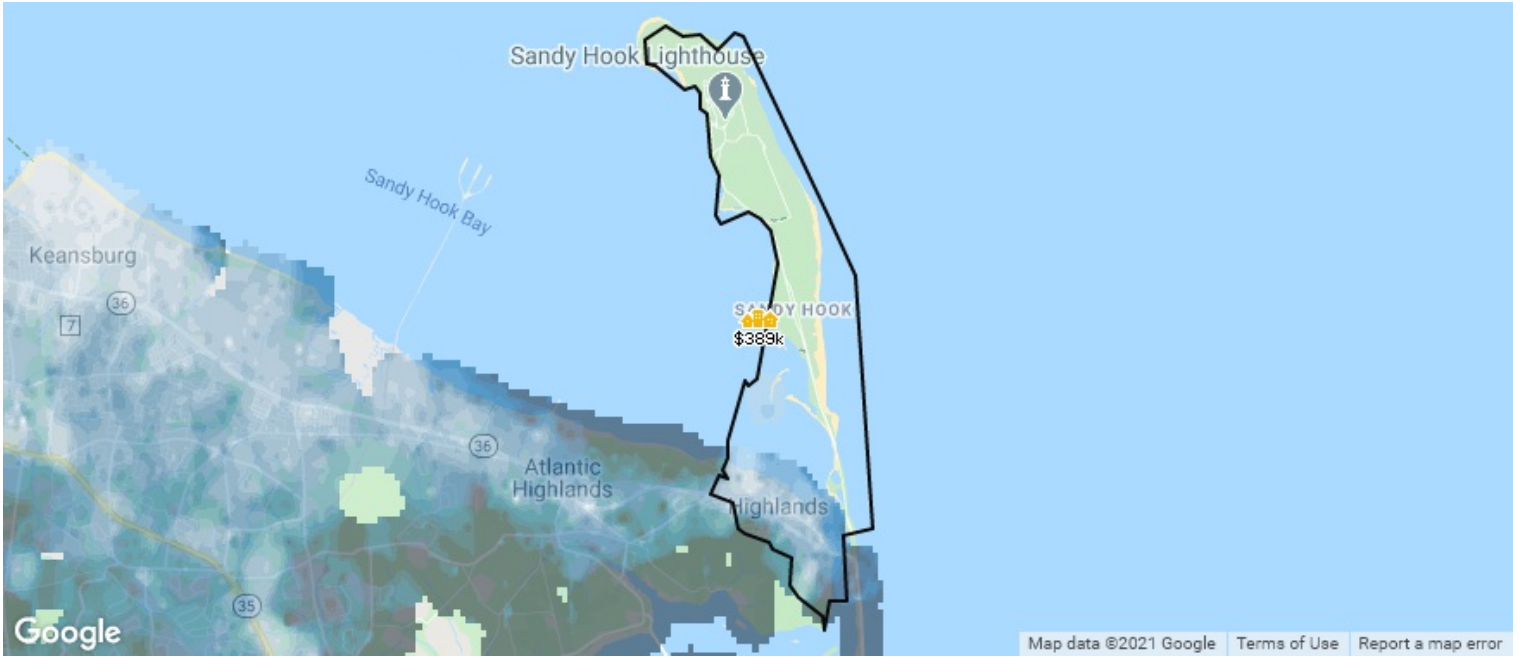 Sandy Hook Lighthouse
Sandy Hook Bay
Keansburg
36
7
SANDY HOOK
$389k
36
Atlantic
Highlands
Highlands
35
Google
Map data ©2021 Google
Terms of Use
Report a map error